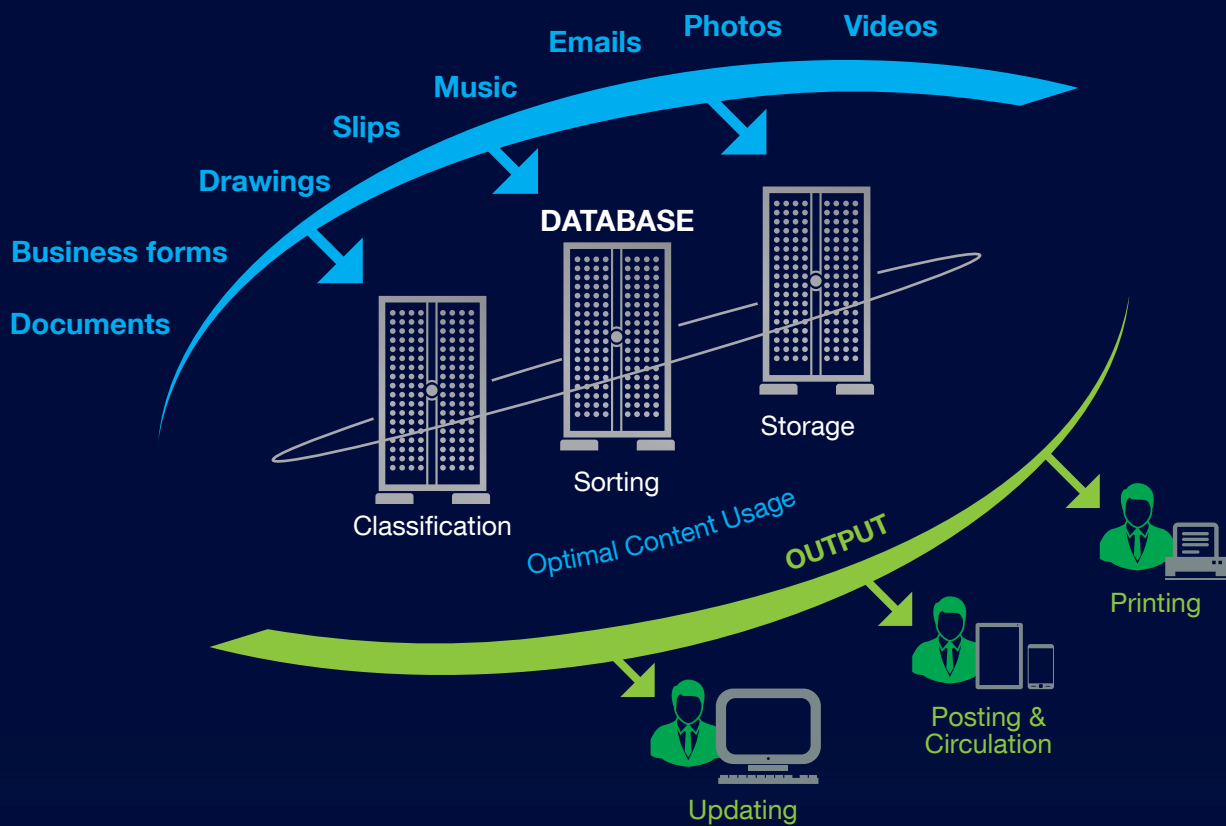 Emails
Photos
Videos
Music
Slips
Drawings
Business forms
Documents
DATABASE
Storage
Sorting
Classification
Optimal Content Usage
OUTPUT
Printing
Posting &
Circulation
Updating